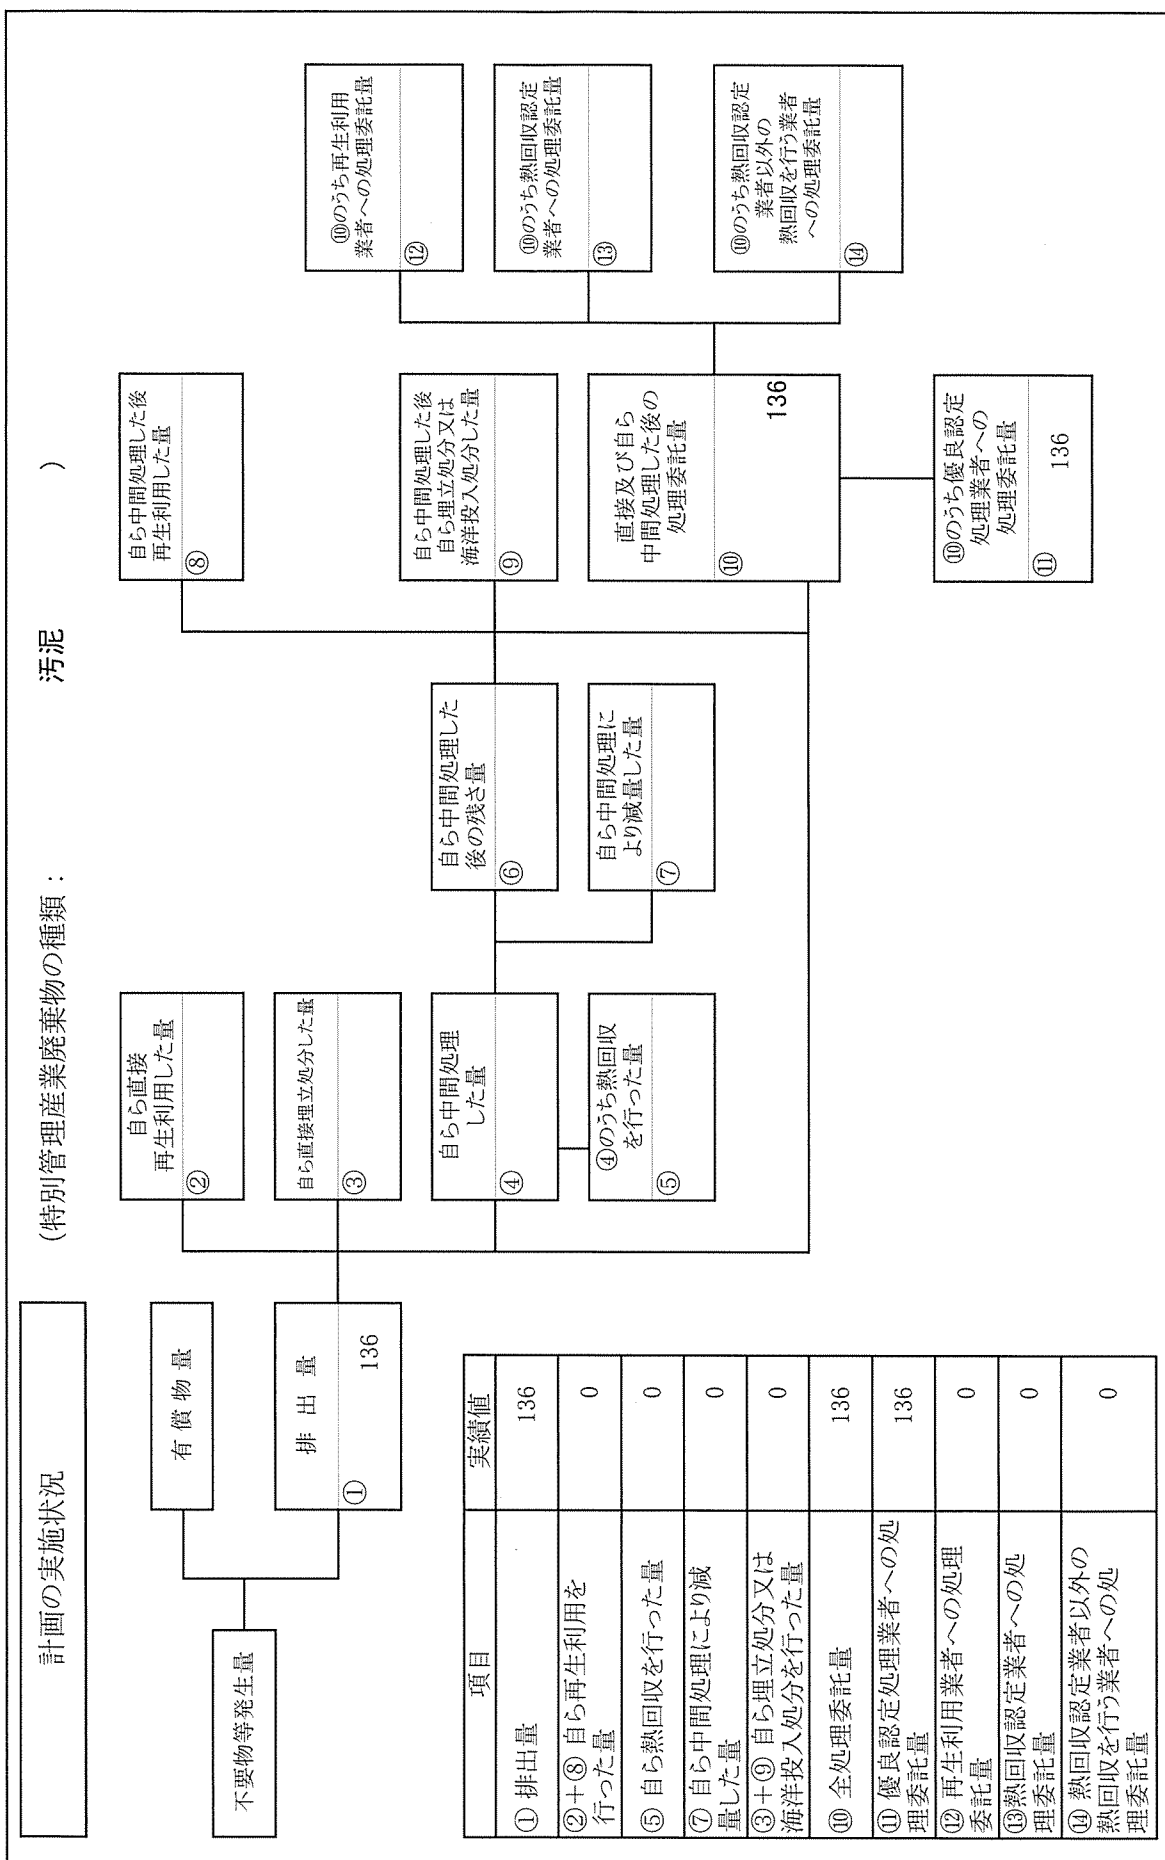 計画の実施状況
(特別管理産業廃棄物の種類：　汚泥　)
不要物等発生量
有償物量
排出量
①
136
自ら直接
再生利用した量
②
自ら直接埋立処分した量
③
自ら中間処理
した量
④
④のうち熱回収
を行った量
⑤
自ら中間処理した
後の残さ量
⑥
自ら中間処理に
より減量した量
⑦
自ら中間処理した後
再生利用した量
⑧
自ら中間処理した後
自ら埋立処分又は
海洋投入処分した量
⑨
直接及び自ら
中間処理した後の
処理委託量
⑩
136
⑩のうち優良認定
処理業者への
処理委託量
⑪
136
⑩のうち再生利用
業者への処理委託量
⑫
⑩のうち熱回収認定
業者への処理委託量
⑬
⑩のうち熱回収認定
業者以外の
熱回収を行う業者
への処理委託量
⑭
項目 実績値
① 排出量 136
②＋⑧ 自ら再生利用を
行った量 0
⑤ 自ら熱回収を行った量 0
⑦ 自ら中間処理により減
量した量 0
③＋⑨ 自ら埋立処分又は
海洋投入処分を行った量 0
⑩ 全処理委託量 136
⑪ 優良認定処理業者への処
理委託量 136
⑫ 再生利用業者への処理
委託量 0
⑬熱回収認定業者への処
理委託量 0
⑭ 熱回収認定業者以外の
熱回収を行う業者への処
理委託量 0